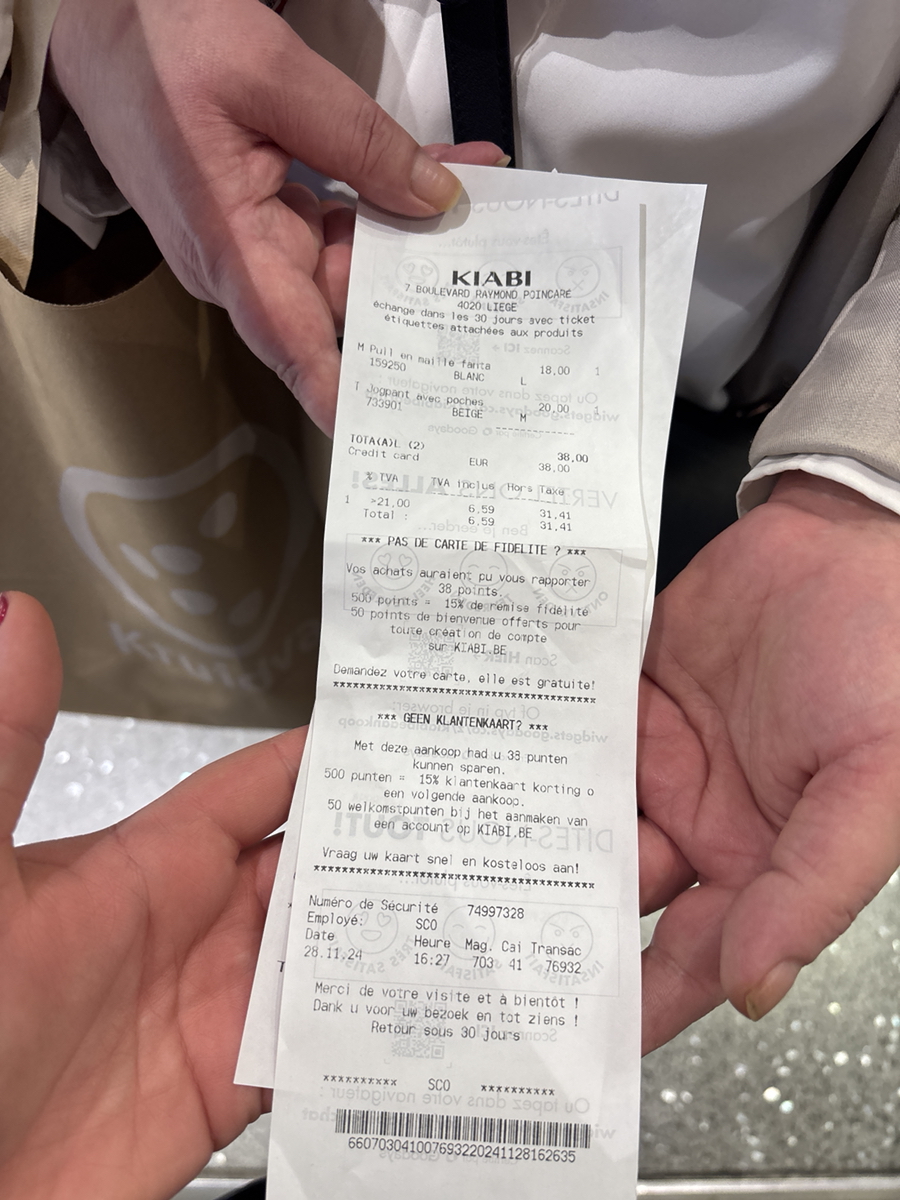 KIABI
7 BOULEVARD RAYMOND POINCARE
4020 LIEGE
échange dans les 30 jours avec ticket
étiquettes attachées aux produits
M Pull en maille fanta 18,00 1
159250 BLANC L
T Jogpant avec poches 20,00 1
733901 BEIGE M
------------
TOTA(A)L (2) 38,00
Credit card EUR 38,00
% TVA TVA inclus Hors Taxe
1 >21,00 6,59 31,41
Total : 6,59 31,41
*** PAS DE CARTE DE FIDELITE ? ***
Vos achats auraient pu vous rapporter
38 points.
500 points = 15% de remise fidélité
50 points de bienvenue offerts pour
toute création de compte
sur KIABI.BE
Demandez votre carte, elle est gratuite!
****************************************
*** GEEN KLANTENKAART? ***
Met deze aankoop had u 38 punten
kunnen sparen.
500 punten = 15% klantenkaart korting o
een volgende aankoop.
50 welkomstpunten bij het aanmaken van
een account op KIABI.BE
Vraag uw kaart snel en kosteloos aan!
****************************************
Numéro de Sécurité 74997328
Employé: SCO
Date Heure Mag. Cai Transac
28.11.24 16:27 703 41 76932
Merci de votre visite et à bientôt !
Dank u voor uw bezoek en tot ziens !
Retour sous 30 jours
********** SCO **********
660703041007693220241128162635